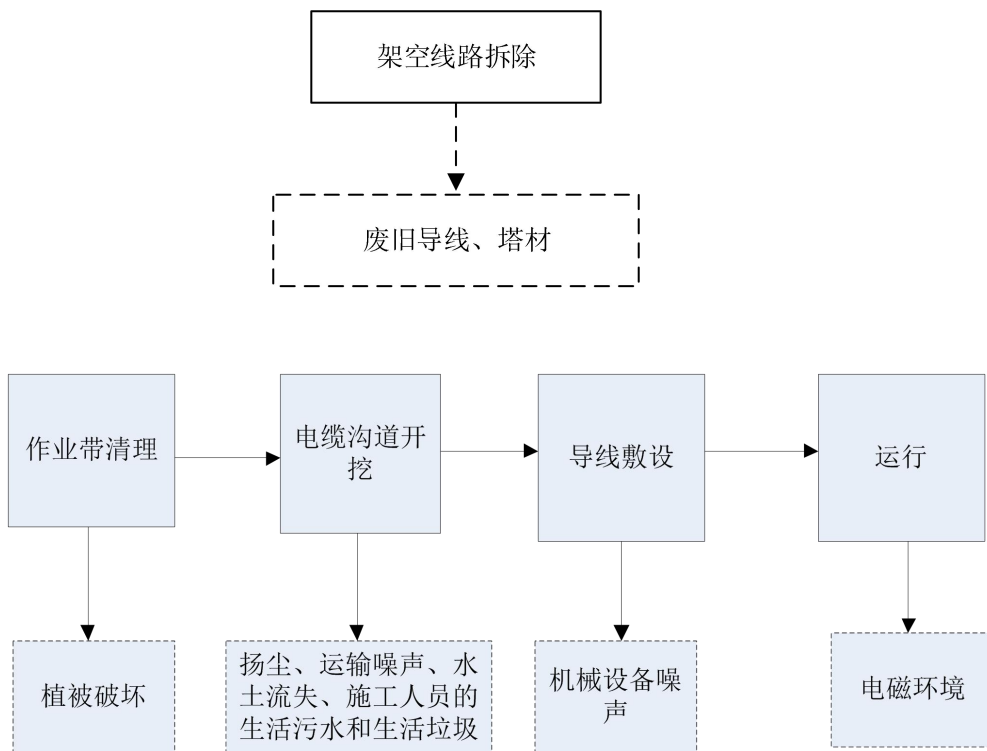 架空线路拆除
废旧导线、塔材
作业带清理
电缆沟道开
挖
导线敷设
运行
植被破坏
扬尘、运输噪声、水
土流失、施工人员的
生活污水和生活垃圾
机械设备噪
声
电磁环境